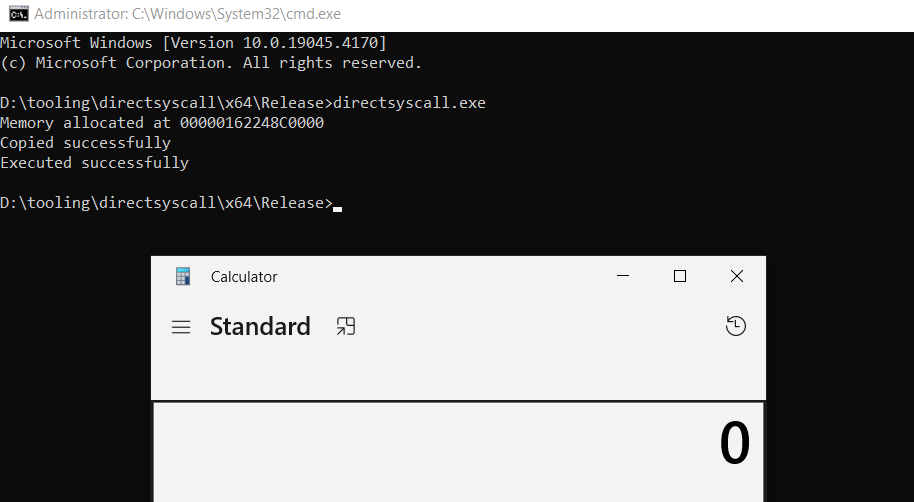 Administrator: C:\Windows\System32\cmd.exe
Microsoft Windows [Version 10.0.19045.4170]
(c) Microsoft Corporation. All rights reserved.
D:\tooling\directsyscall\x64\Release>directsyscall.exe
Memory allocated at 00000162248C0000
Copied successfully
Executed successfully
D:\tooling\directsyscall\x64\Release>
Calculator
Standard
0